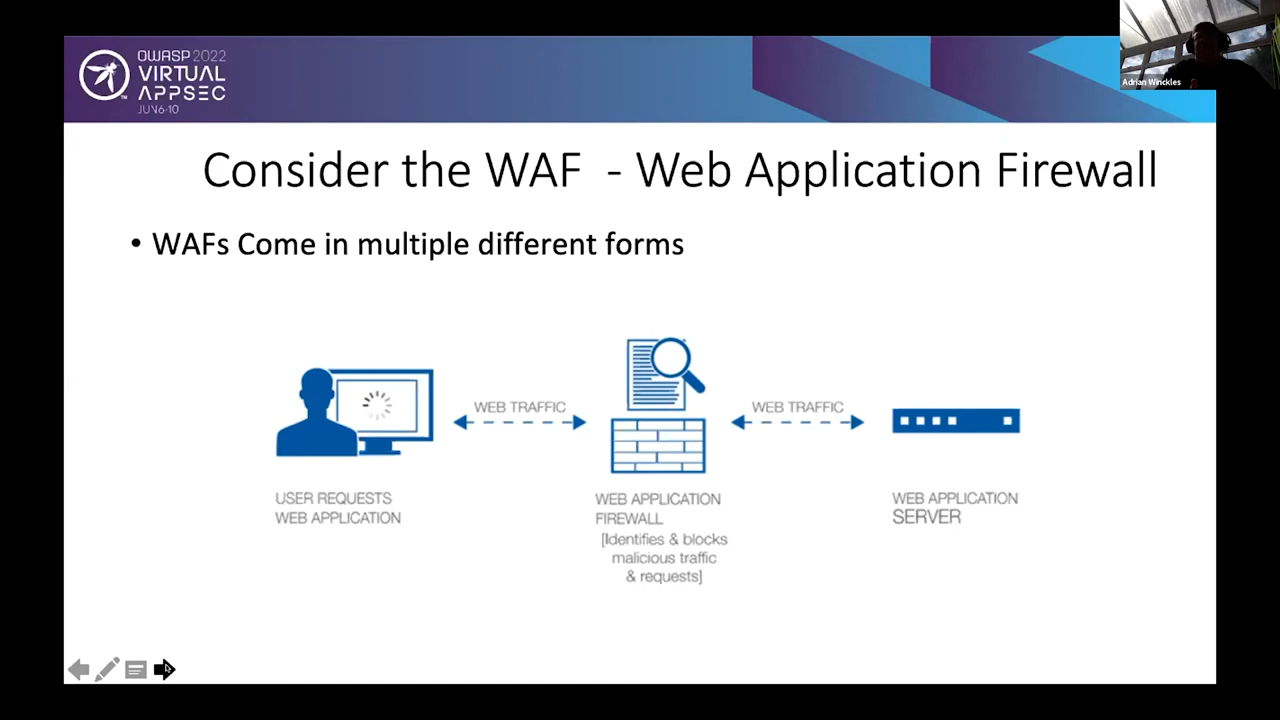 OWASP 2022
VIRTUAL
APPSEC
TM
JUN 6-10
Adrian Winckles
Consider the WAF - Web Application Firewall
• WAFs Come in multiple different forms
WEB TRAFFIC
WEB TRAFFIC
USER REQUESTS
WEB APPLICATION
WEB APPLICATION
FIREWALL
[Identifies & blocks
malicious traffic
& requests]
WEB APPLICATION
SERVER